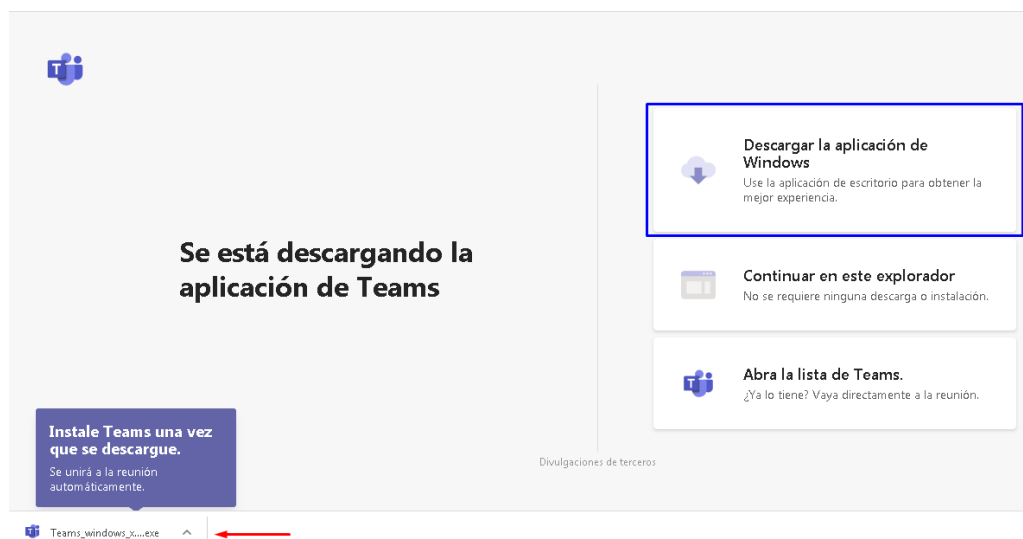 Se está descargando la
aplicación de Teams
Descargar la aplicación de
Windows
Use la aplicación de escritorio para obtener la
mejor experiencia.
Continuar en este explorador
No se requiere ninguna descarga o instalación.
Abra la lista de Teams.
¿Ya lo tiene? Vaya directamente a la reunión.
Instale Teams una vez
que se descargue.
Se unirá a la reunión
automáticamente.
Divulgaciones de terceros
Teams_windows_x....exe